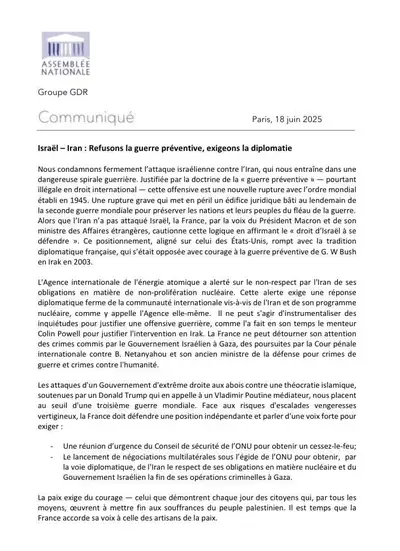 ASSEMBLÉE
NATIONALE
Groupe GDR
Communiqué
Paris, 18 juin 2025
Israël – Iran : Refusons la guerre préventive, exigeons la diplomatie
Nous condamnons fermement l'attaque israélienne contre l'Iran, qui nous entraîne dans une
dangereuse spirale guerrière. Justifiée par la doctrine de la « guerre préventive » — pourtant
illégale en droit international — cette offensive est une nouvelle rupture avec l'ordre mondial
établi en 1945. Une rupture grave qui met en péril un édifice juridique bâti au lendemain de
la seconde guerre mondiale pour préserver les nations et leurs peuples du fléau de la guerre.
Alors que l'Iran n'a pas attaqué Israël, la France, par la voix du Président Macron et de son
ministre des Affaires étrangères, cautionne cette logique en affirmant le « droit d'Israël à se
défendre ». Ce positionnement, aligné sur celui des États-Unis, rompt avec la tradition
diplomatique française, qui s'était opposée avec courage à la guerre préventive de G. W Bush
en Irak en 2003.
L'Agence internationale de l'énergie atomique a alerté sur le non-respect par l'Iran de ses
obligations en matière de non-prolifération nucléaire. Cette alerte exige une réponse
diplomatique ferme de la communauté internationale vis-à-vis de l'Iran et de son programme
nucléaire, comme y appelle l'Agence elle-même. Il ne peut s'agir d'instrumentaliser des
inquiétudes pour justifier une offensive guerrière, comme l'a fait en son temps le menteur
Colin Powell pour justifier l'intervention en Irak. La France ne peut détourner son attention
des crimes commis par le Gouvernement Israélien à Gaza, des poursuites par la Cour pénale
internationale contre B. Netanyahou et son ancien ministre de la défense pour crimes de
guerre et crimes contre l'humanité.
Les attaques d'un Gouvernement d'extrême droite aux abois contre une théocratie islamique,
soutenues par un Donald Trump qui en appelle à un Vladimir Poutine médiateur, nous placent
au seuil d'une troisième guerre mondiale. Face aux risques d'escalades vengeresses
vertigineux, la France doit défendre une position indépendante et parler d'une voix forte pour
exiger :
- Une réunion d'urgence du Conseil de sécurité de l'ONU pour obtenir un cessez-le-feu;
- Le lancement de négociations multilatérales sous l'égide de l'ONU pour obtenir, par
la voie diplomatique, de l'Iran le respect de ses obligations en matière nucléaire et du
Gouvernement Israélien la fin de ses opérations criminelles à Gaza.
La paix exige du courage — celui que démontrent chaque jour des citoyens qui, par tous les
moyens, œuvrent à mettre fin aux souffrances du peuple palestinien. Il est temps que la
France accorde sa voix à celle des artisans de la paix.